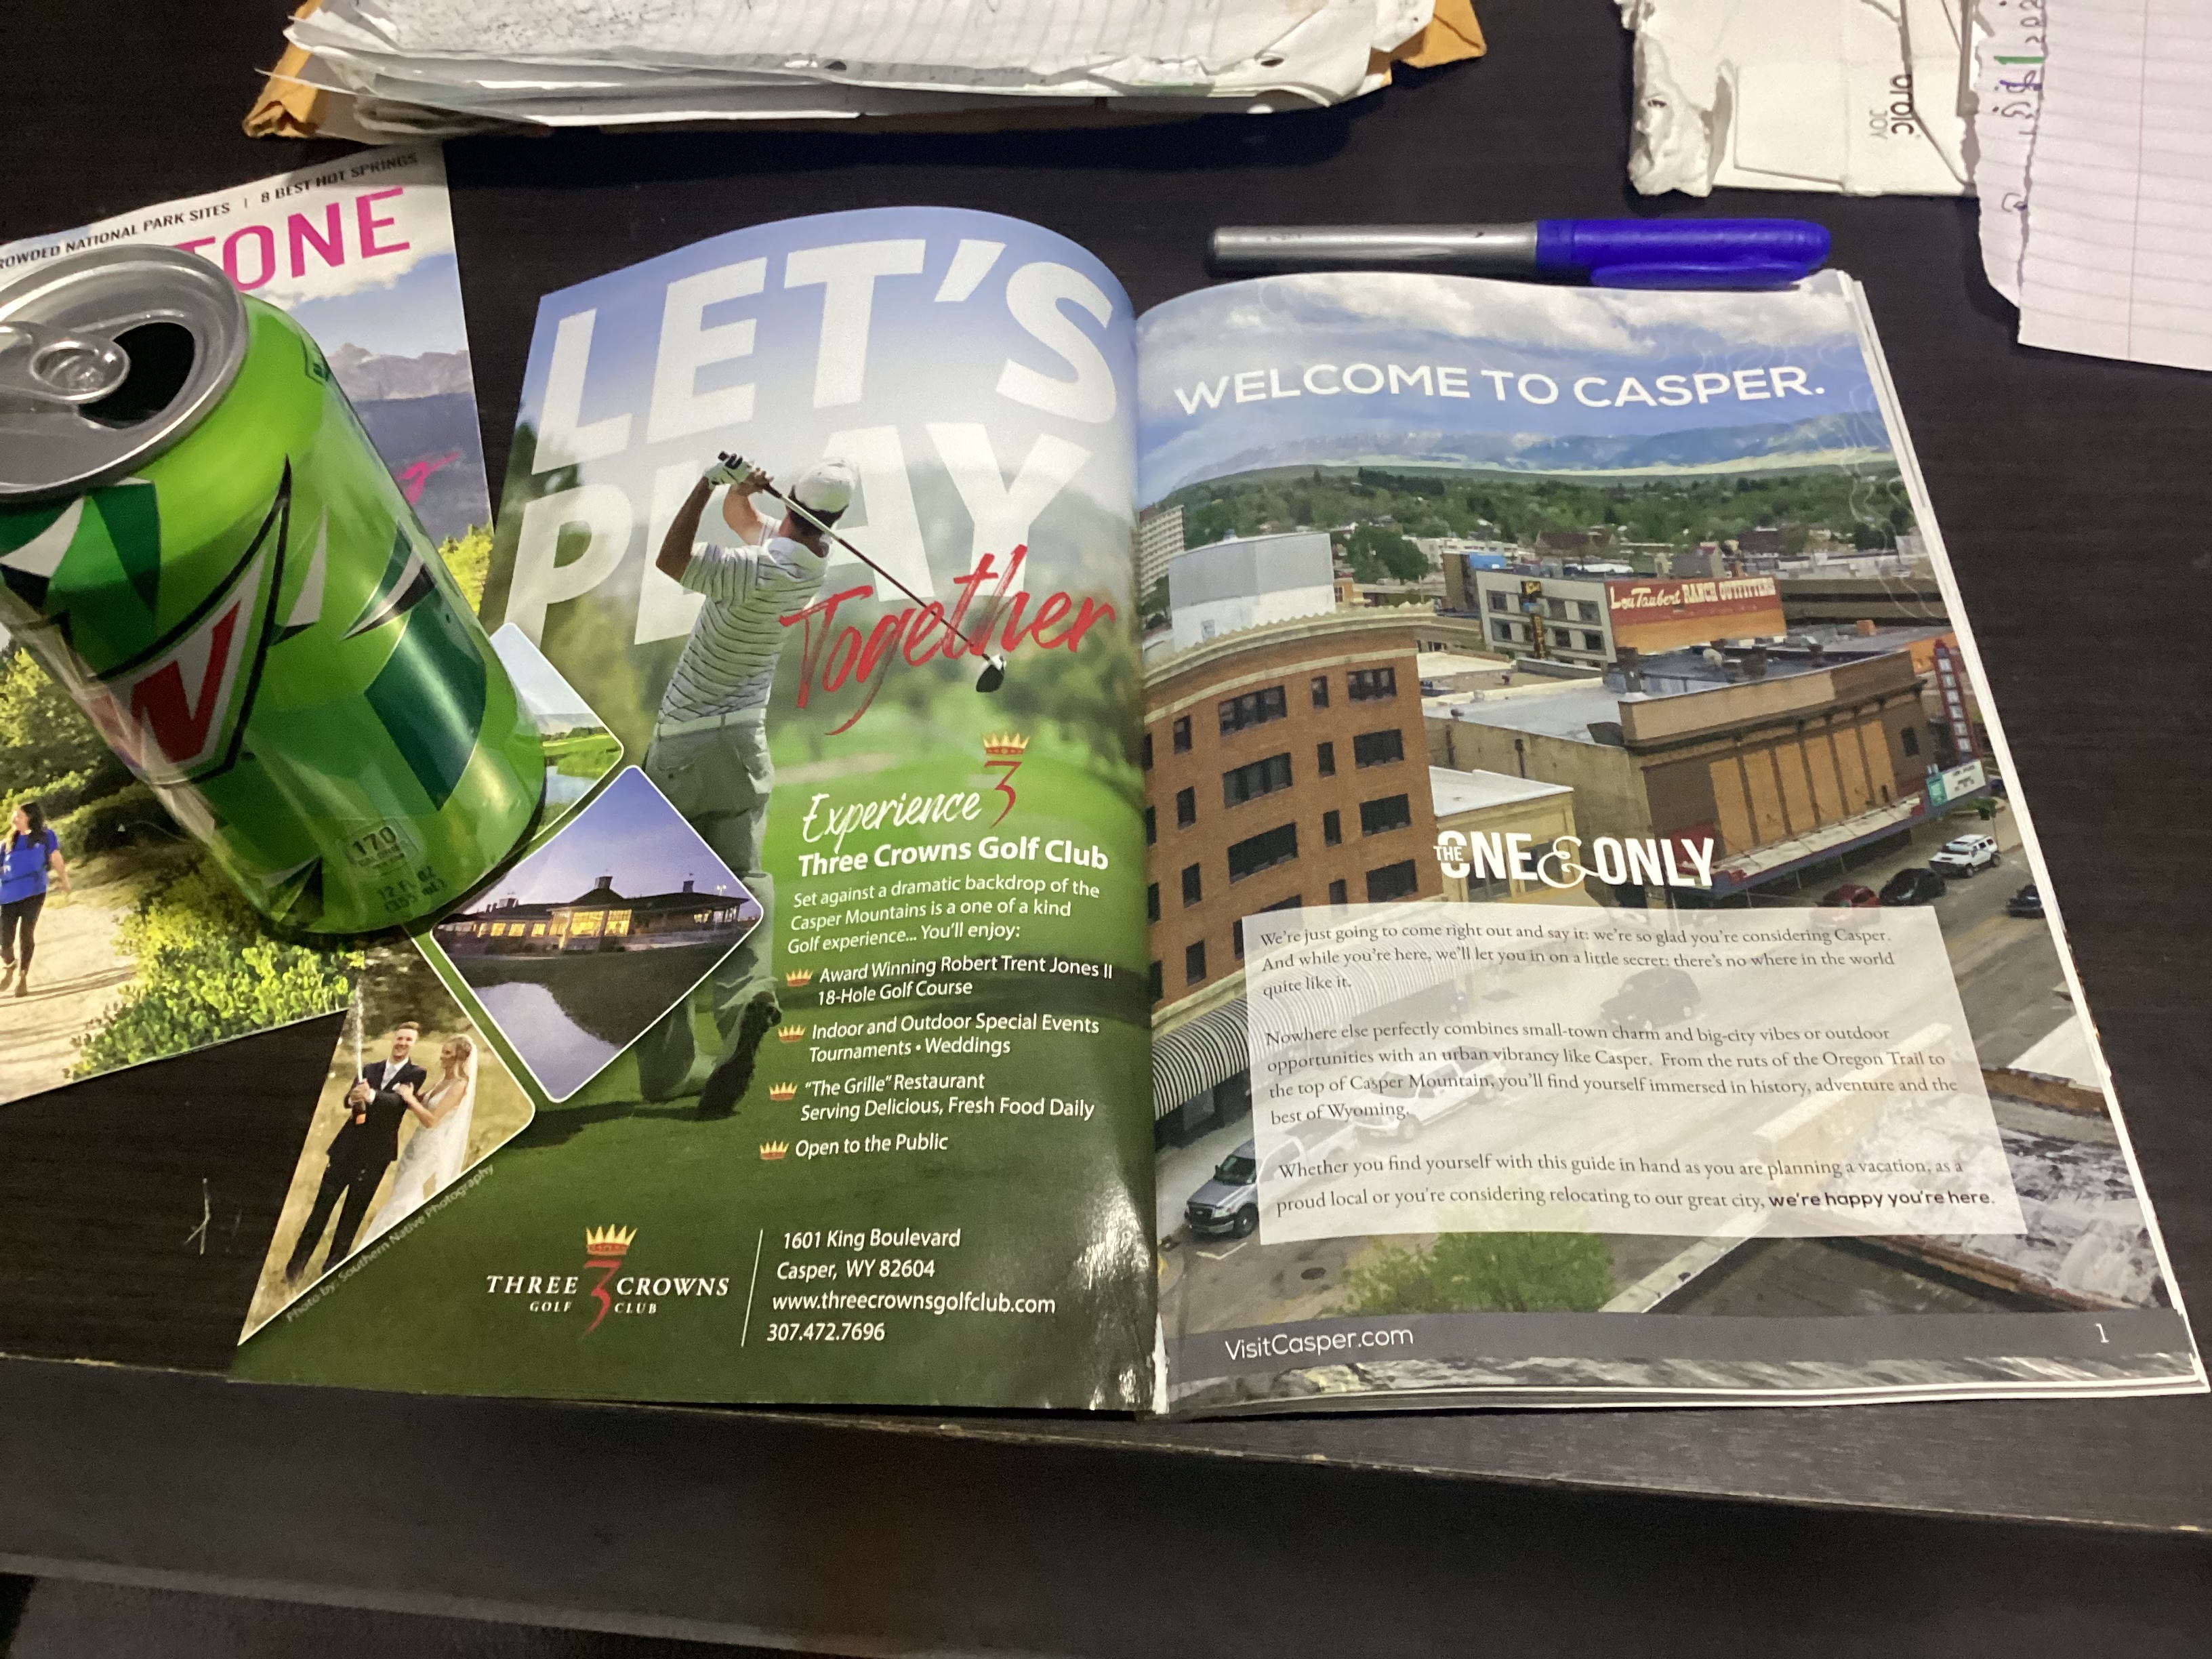 ROWDED NATIONAL PARK SITES | 8 BEST HOT SPRINGS
TONE
170
12 FL OZ
(355 mL)
LET'S
PLAY
Together
Experience 3
Three Crowns Golf Club
Set against a dramatic backdrop of the
Casper Mountains is a one of a kind
Golf experience... You'll enjoy:
Award Winning Robert Trent Jones II
18-Hole Golf Course
Indoor and Outdoor Special Events
Tournaments • Weddings
"The Grille" Restaurant
Serving Delicious, Fresh Food Daily
Open to the Public
Photo by: Southern Native Photography
THREE 3 CROWNS
GOLF CLUB
1601 King Boulevard
Casper, WY 82604
www.threecrownsgolfclub.com
307.472.7696
WELCOME TO CASPER.
Lou Taubert RANCH OUTFITTERS
THE ONE & ONLY
We're just going to come right out and say it: we're so glad you're considering Casper.
And while you're here, we'll let you in on a little secret: there's no where in the world
quite like it.
Nowhere else perfectly combines small-town charm and big-city vibes or outdoor
opportunities with an urban vibrancy like Casper. From the ruts of the Oregon Trail to
the top of Casper Mountain, you'll find yourself immersed in history, adventure and the
best of Wyoming.
Whether you find yourself with this guide in hand as you are planning a vacation, as a
proud local or you're considering relocating to our great city, we're happy you're here.
VisitCasper.com
1
JOY